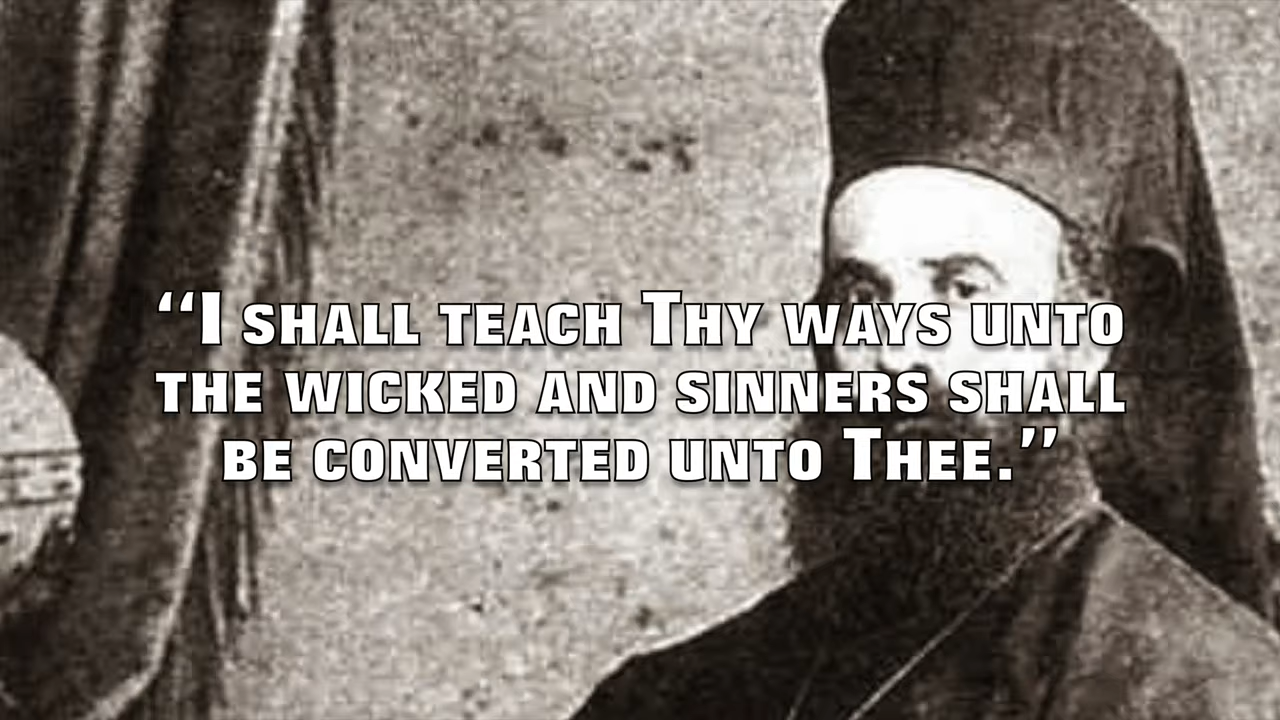 “I shall teach Thy ways unto
the wicked and sinners shall
be converted unto Thee.”